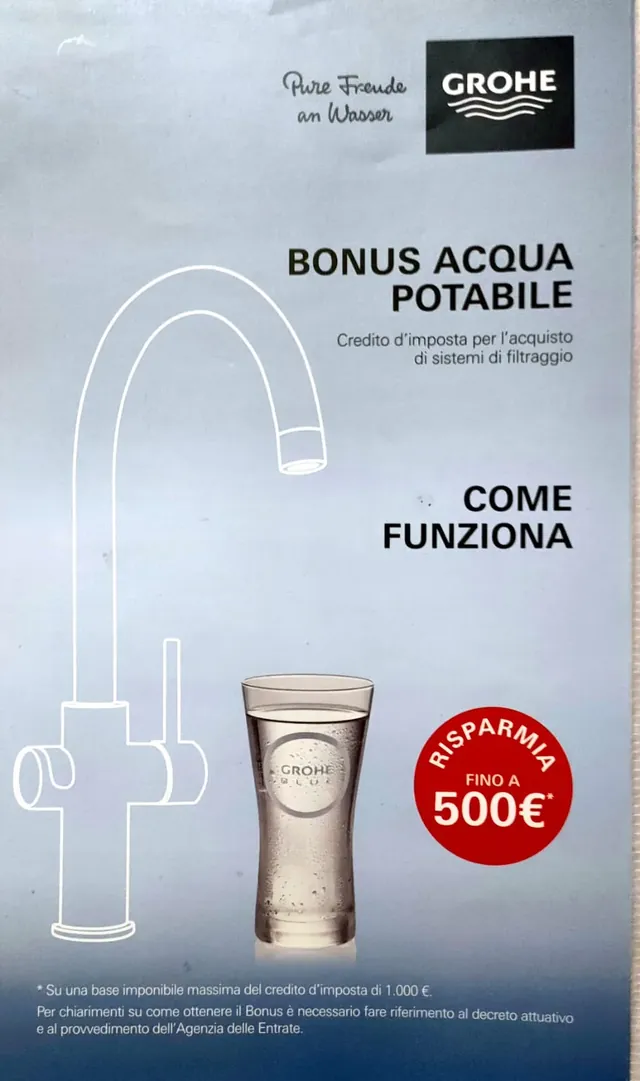 Pure Freude
an Wasser
GROHE
BONUS ACQUA
POTABILE
Credito d'imposta per l'acquisto
di sistemi di filtraggio
COME
FUNZIONA
GROHE
BLUE
RISPARMIA
FINO A
500€*
* Su una base imponibile massima del credito d'imposta di 1.000 €.
Per chiarimenti su come ottenere il Bonus è necessario fare riferimento al decreto attuativo
e al provvedimento dell'Agenzia delle Entrate.